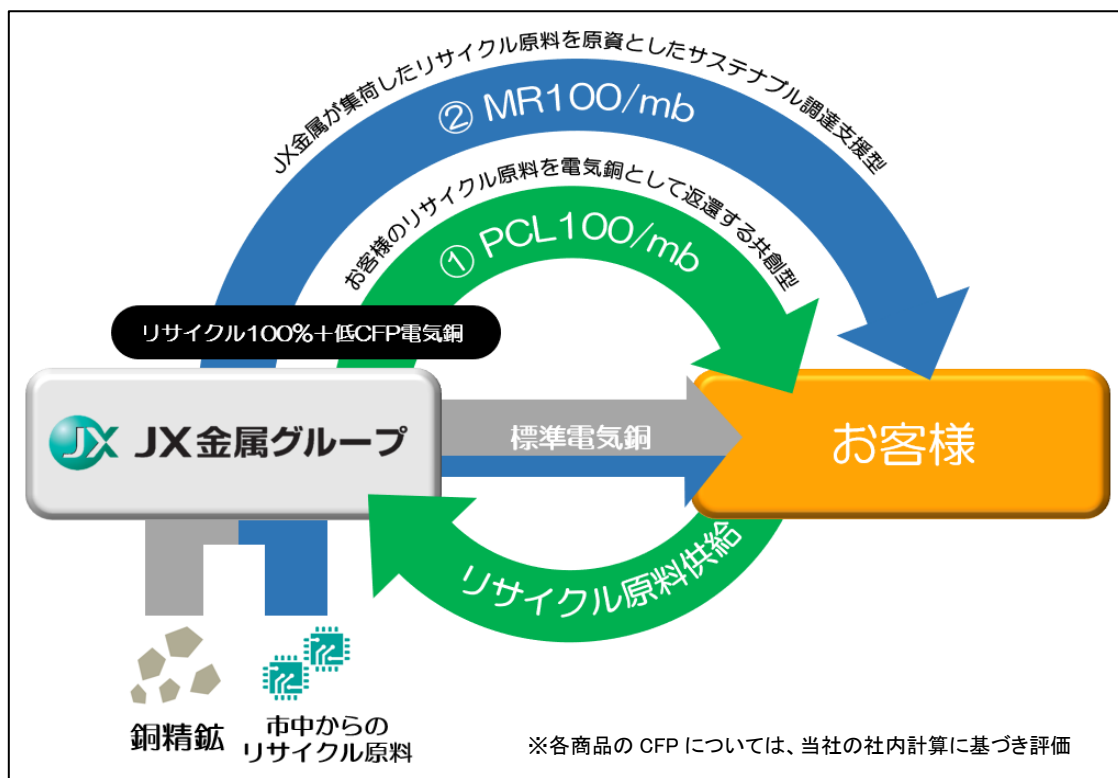 JX金属が集荷したリサイクル原料を原資としたサステナブル調達支援型
② MR100/mb
お客様のリサイクル原料を電気銅として返還する共創型
① PCL100/mb
リサイクル100%+低CFP電気銅
JX JX金属グループ
標準電気銅
お客様
リサイクル原料供給
銅精鉱
市中からの
リサイクル原料
※各商品の CFP については、当社の社内計算に基づき評価